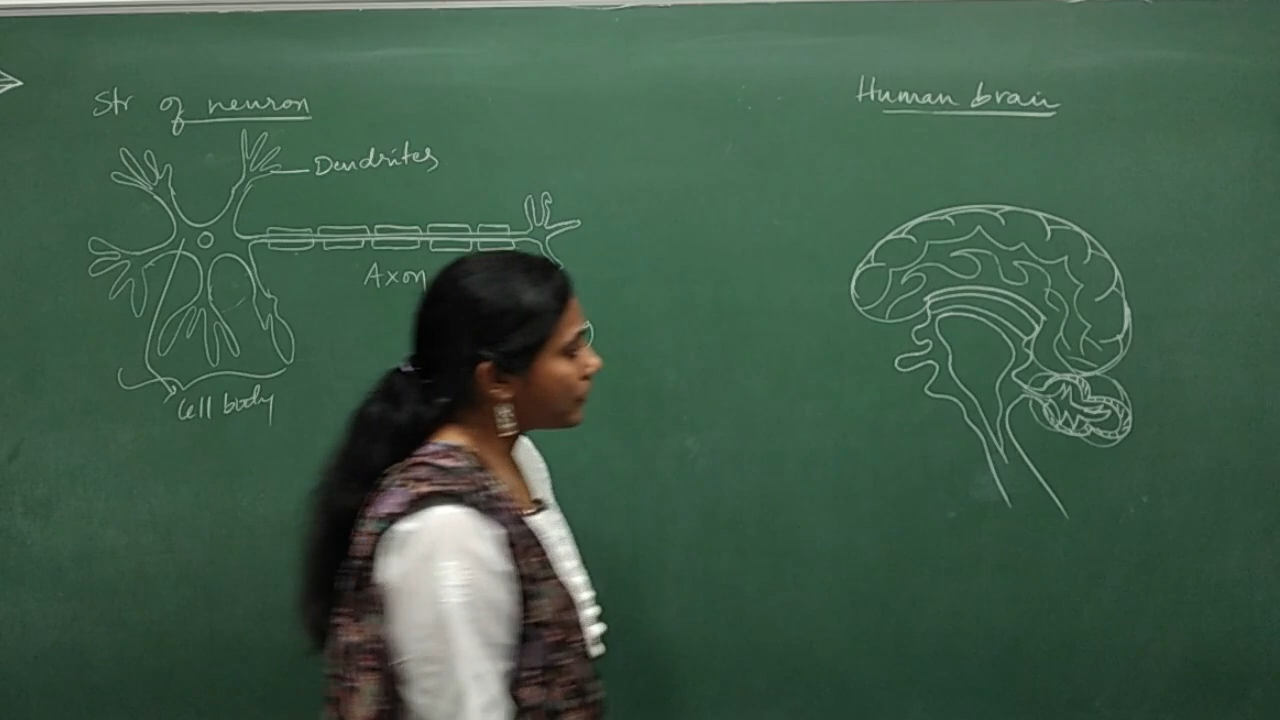 Str of neuron
Dendrites
Axon
Cell body
Human brain